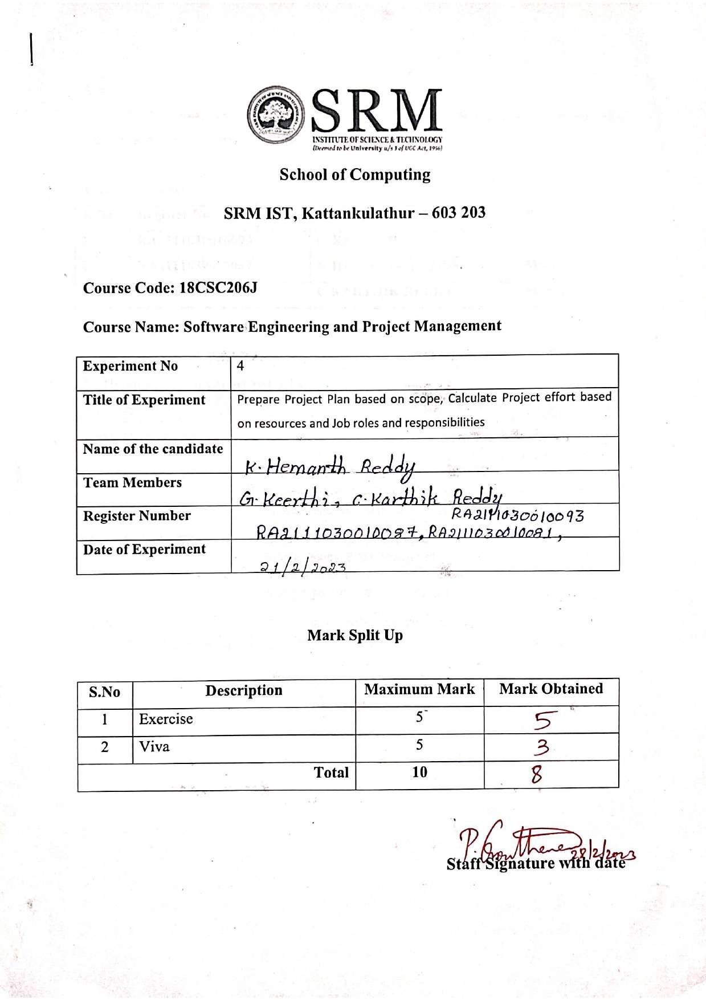 SRM
INSTITUTE OF SCIENCE & TECHNOLOGY
(Deemed to be University u/s 3 of UGC Act, 1956)
School of Computing
SRM IST, Kattankulathur – 603 203
Course Code: 18CSC206J
Course Name: Software Engineering and Project Management
Experiment No 4
Title of Experiment Prepare Project Plan based on scope, Calculate Project effort based
on resources and Job roles and responsibilities
Name of the candidate K. Hemanth Reddy
Team Members G. Keerthi, C. Karthik Reddy
Register Number RA2111030010093
RA2111030010087, RA2111030010081,
Date of Experiment 21/2/2023
Mark Split Up
S.No Description Maximum Mark Mark Obtained
1 Exercise 5 5
2 Viva 5 3
Total 10 8
28/2/2023
Staff Signature with date